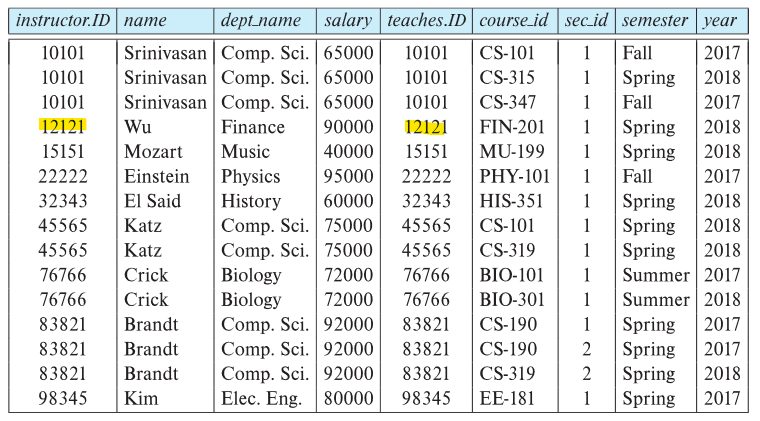 instructor.ID name dept_name salary teaches.ID course_id sec_id semester year
10101 Srinivasan Comp. Sci. 65000 10101 CS-101 1 Fall 2017
10101 Srinivasan Comp. Sci. 65000 10101 CS-315 1 Spring 2018
10101 Srinivasan Comp. Sci. 65000 10101 CS-347 1 Fall 2017
12121 Wu Finance 90000 12121 FIN-201 1 Spring 2018
15151 Mozart Music 40000 15151 MU-199 1 Spring 2018
22222 Einstein Physics 95000 22222 PHY-101 1 Fall 2017
32343 El Said History 60000 32343 HIS-351 1 Spring 2018
45565 Katz Comp. Sci. 75000 45565 CS-101 1 Spring 2018
45565 Katz Comp. Sci. 75000 45565 CS-319 1 Spring 2018
76766 Crick Biology 72000 76766 BIO-101 1 Summer 2017
76766 Crick Biology 72000 76766 BIO-301 1 Summer 2018
83821 Brandt Comp. Sci. 92000 83821 CS-190 1 Spring 2017
83821 Brandt Comp. Sci. 92000 83821 CS-190 2 Spring 2017
83821 Brandt Comp. Sci. 92000 83821 CS-319 2 Spring 2018
98345 Kim Elec. Eng. 80000 98345 EE-181 1 Spring 2017